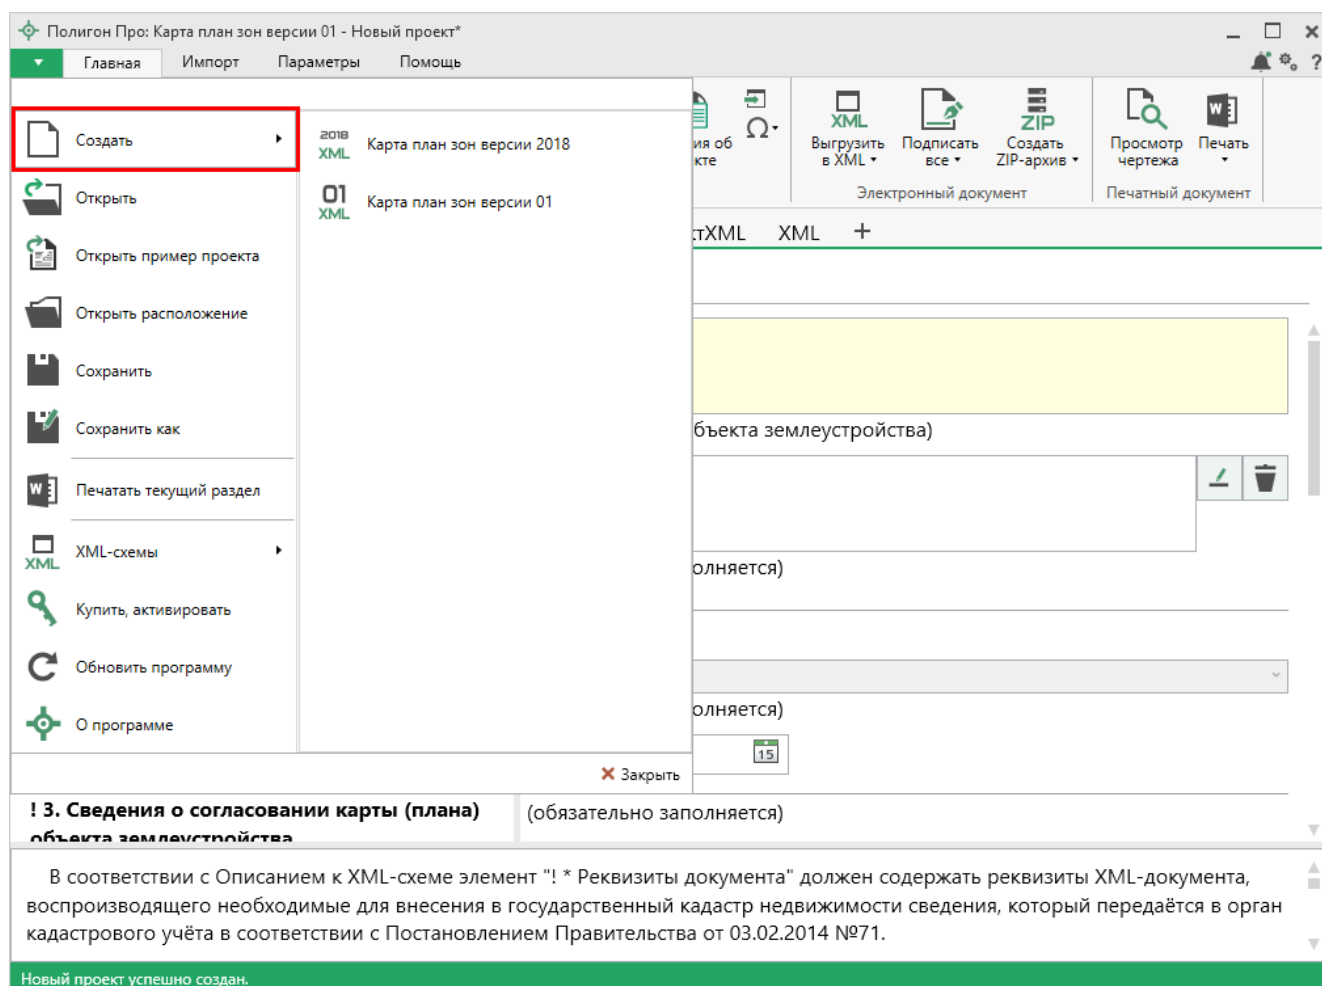 Полигон Про: Карта план зон версии 01 - Новый проект*
Главная Импорт Параметры Помощь
?
Создать
Открыть
Открыть пример проекта
Открыть расположение
Сохранить
Сохранить как
Печатать текущий раздел
XML
XML-схемы
Купить, активировать
Обновить программу
О программе
2018
XML
Карта план зон версии 2018
01
XML
Карта план зон версии 01
Закрыть
ия об
кте
Ω
XML
Выгрузить
в XML
Подписать
все
ZIP
Создать
ZIP-архив
Электронный документ
Просмотр
чертежа
W
Печать
Печатный документ
тXML XML +
бъекта землеустройства)
олняется)
олняется)
15
! 3. Сведения о согласовании карты (плана)
объекта землеустройства
(обязательно заполняется)
В соответствии с Описанием к XML-схеме элемент "! * Реквизиты документа" должен содержать реквизиты XML-документа,
воспроизводящего необходимые для внесения в государственный кадастр недвижимости сведения, который передаётся в орган
кадастрового учёта в соответствии с Постановлением Правительства от 03.02.2014 №71.
Новый проект успешно создан.